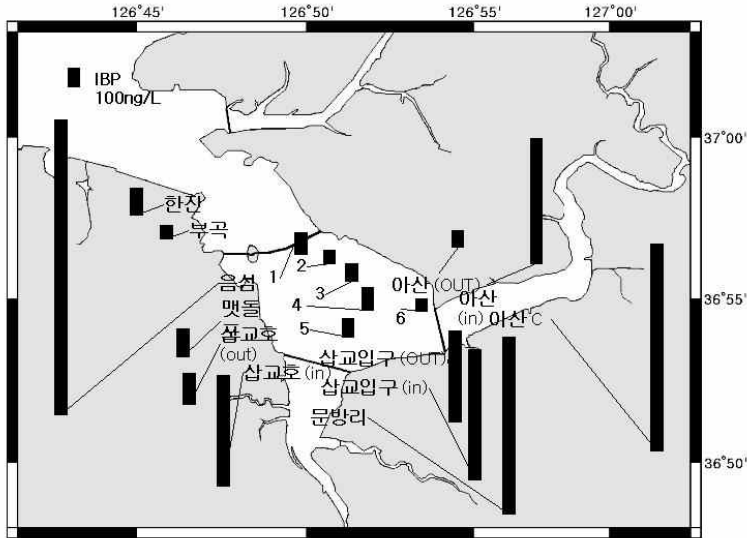 126°45' 126°50' 126°55' 127°00'
IBP
100ng/L
37°00'
한진
부곡
1
2
3
4
5
6
음섬
맷돌
삽교호
(out)
삽교호 (in)
아산 (OUT)
아산
(in)
아산 C
36°55'
삽교입구 (OUT)
삽교입구 (in)
문방리
36°50'